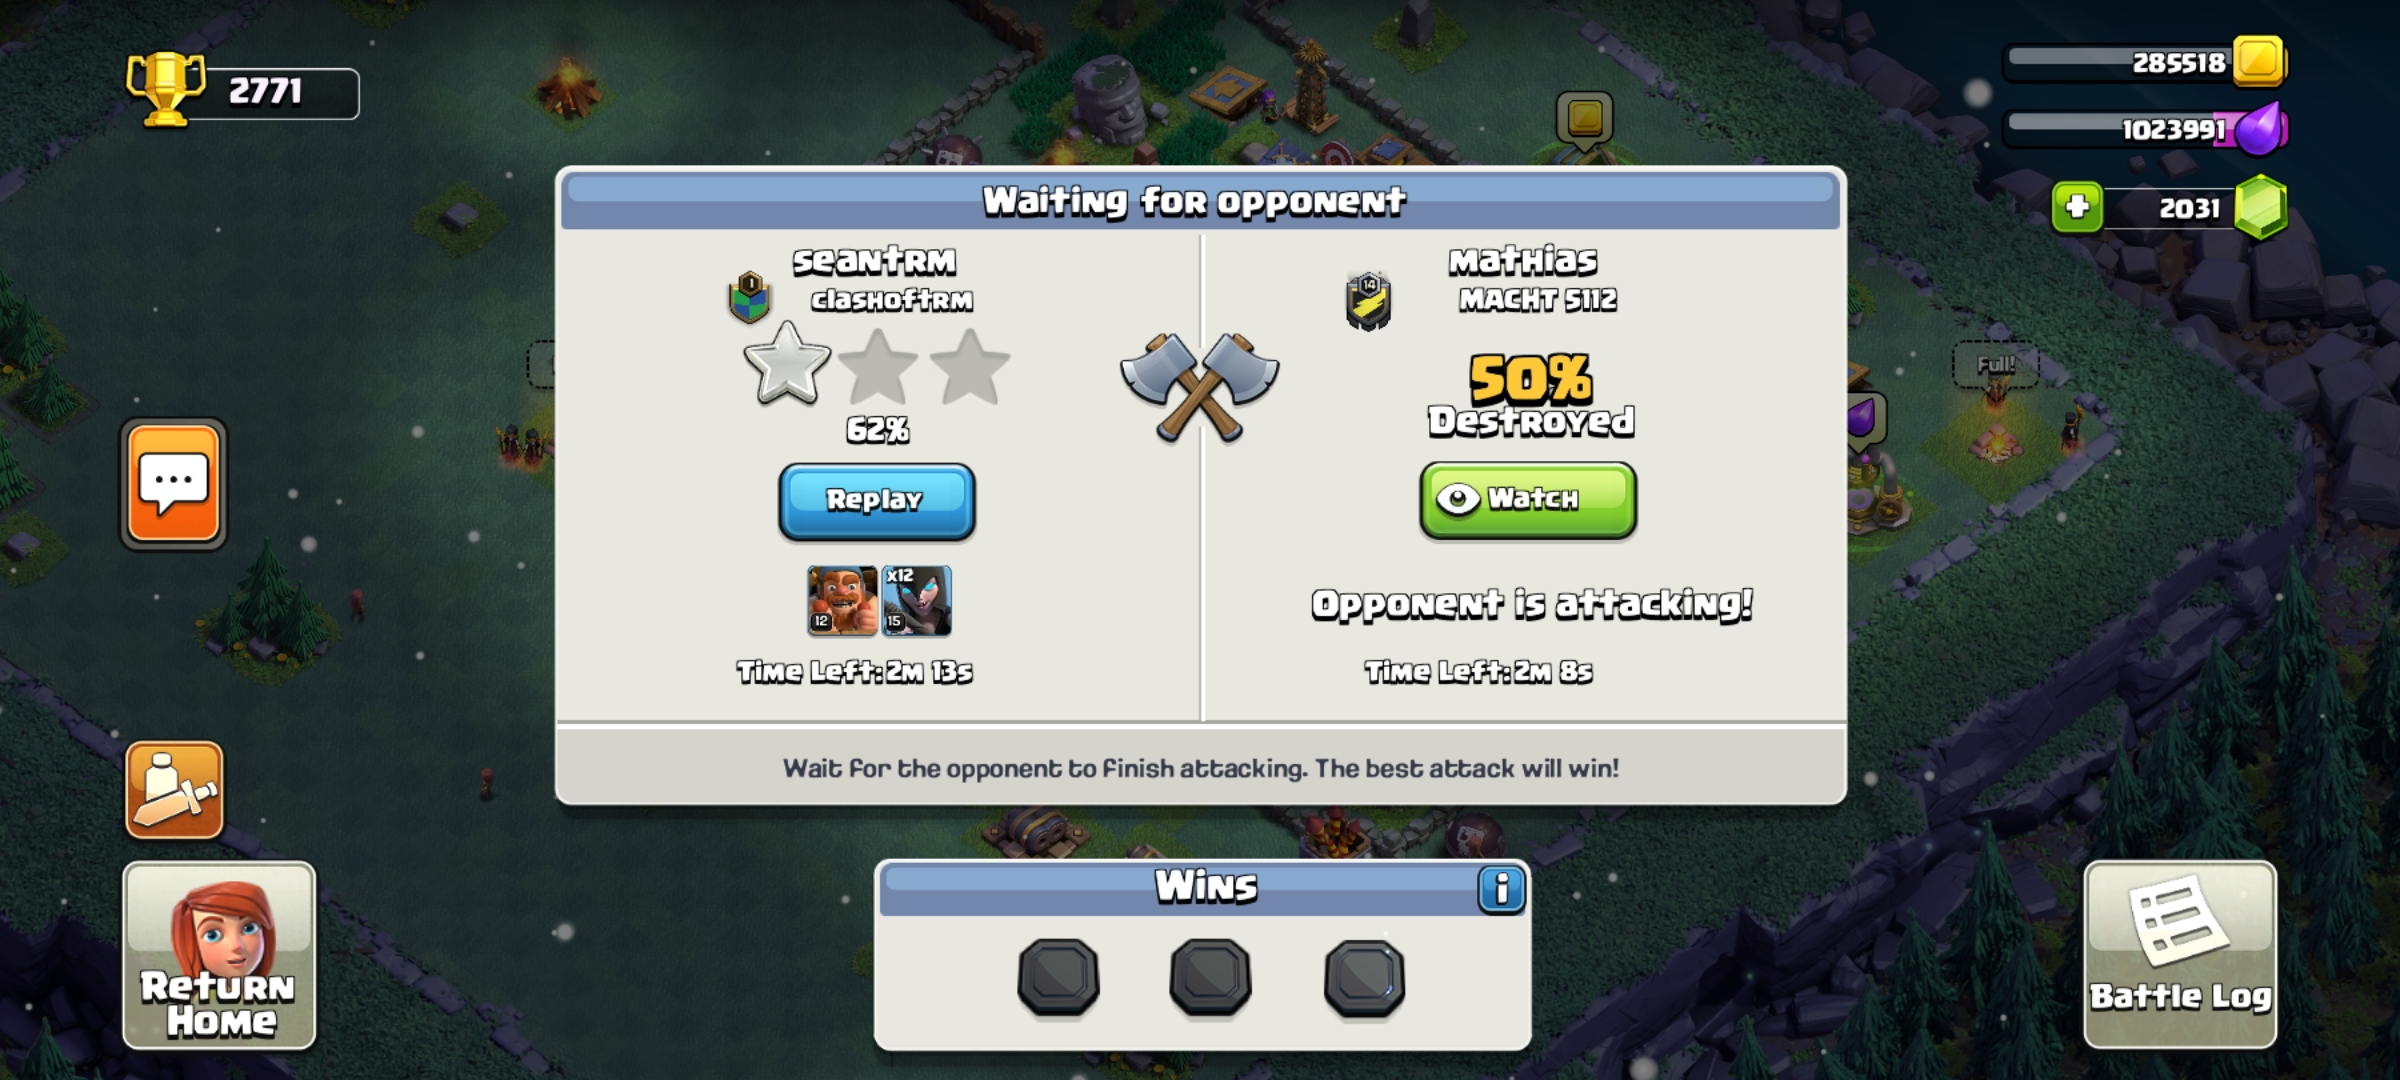 2771
285518
1023991
2031
Waiting for opponent
seantrm
clashoftrm
1
62%
Replay
x12
12
15
Time Left: 2m 13s
Mathias
MACHT 5112
14
50%
Destroyed
Watch
Opponent is attacking!
Time Left: 2m 8s
Wait for the opponent to finish attacking. The best attack will win!
Full!
Wins
i
Return
Home
Battle Log